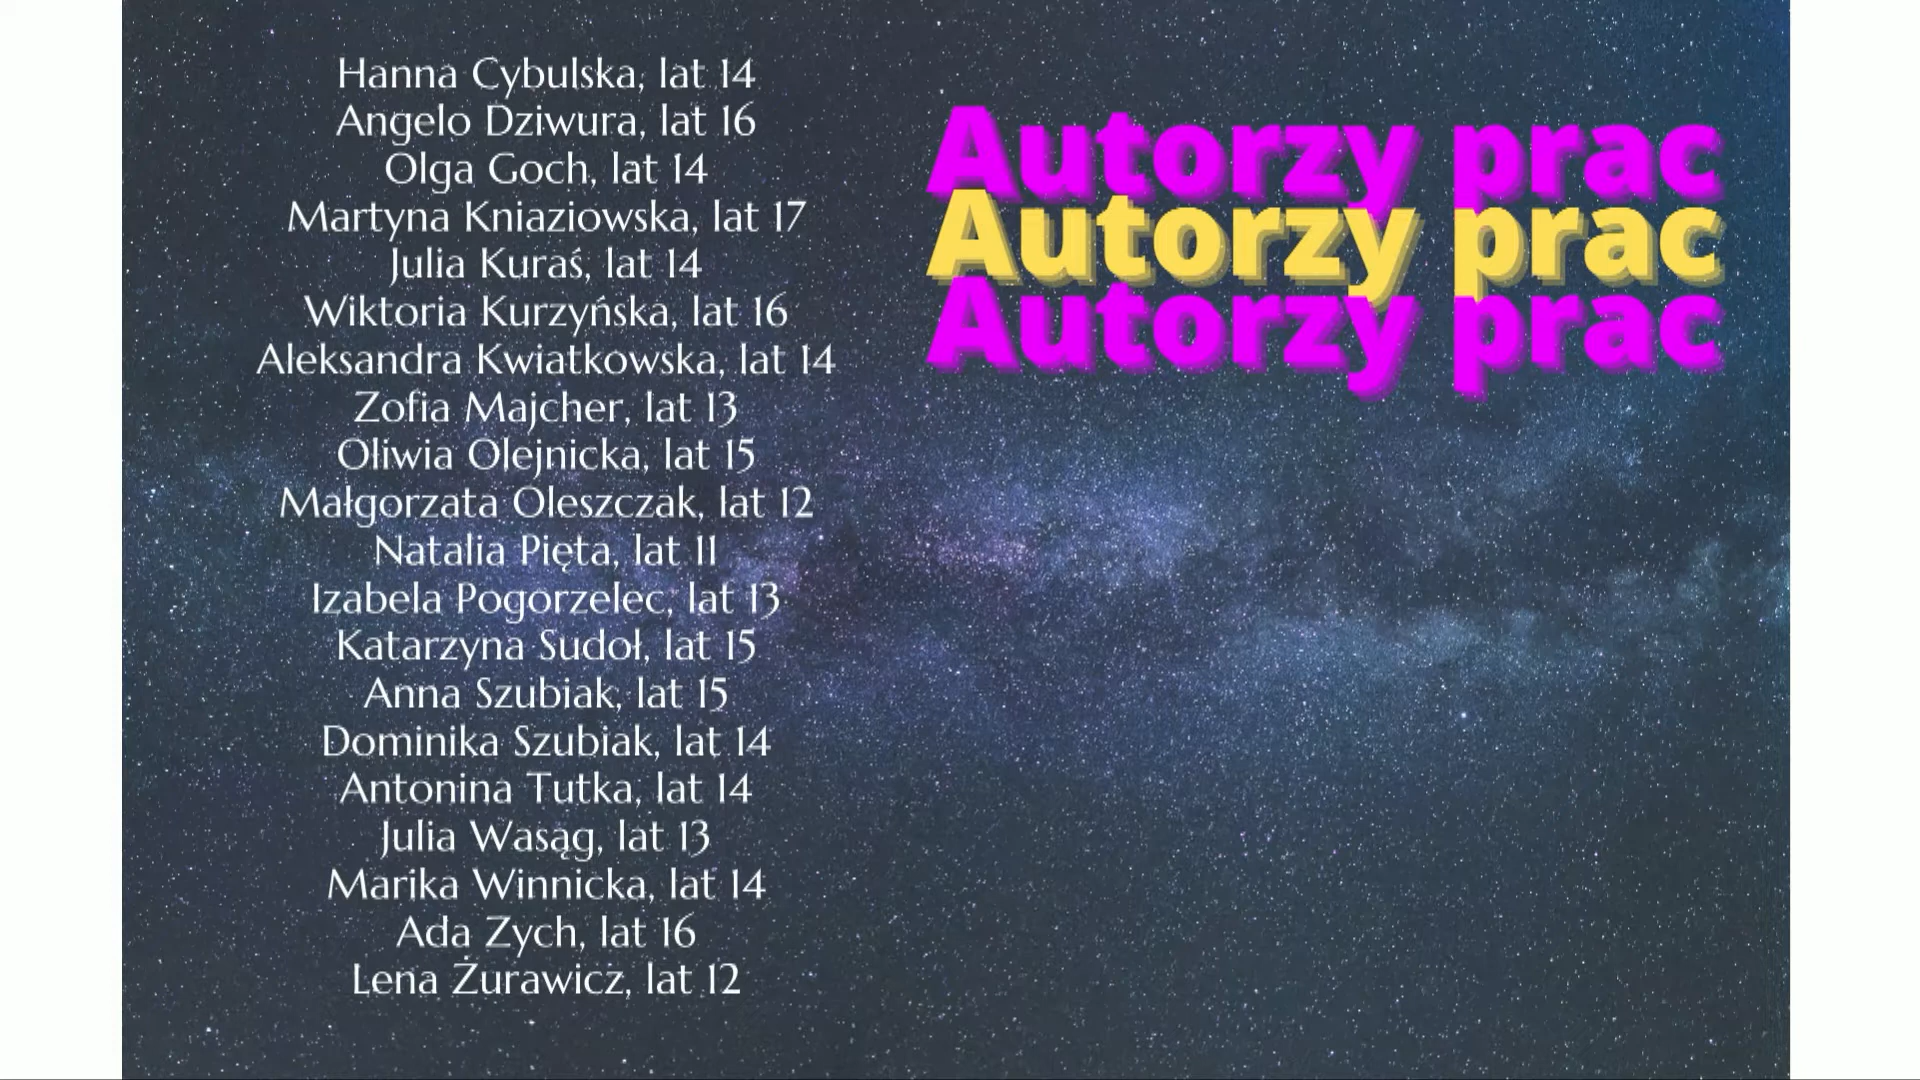 Hanna Cybulska, lat 14
Angelo Dziwura, lat 16
Olga Goch, lat 14
Martyna Kniaziowska, lat 17
Julia Kuraś, lat 14
Wiktoria Kurzyńska, lat 16
Aleksandra Kwiatkowska, lat 14
Zofia Majcher, lat 13
Oliwia Olejnicka, lat 15
Małgorzata Oleszczak, lat 12
Natalia Pięta, lat 11
Izabela Pogorzelec, lat 13
Katarzyna Sudoł, lat 15
Anna Szubiak, lat 15
Dominika Szubiak, lat 14
Antonina Tutka, lat 14
Julia Wasąg, lat 13
Marika Winnicka, lat 14
Ada Zych, lat 16
Lena Żurawicz, lat 12
Autorzy prac
Autorzy prac
Autorzy prac